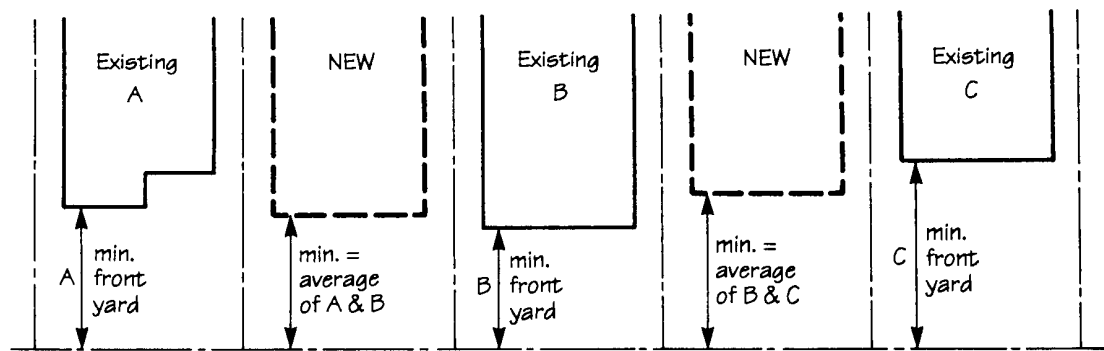 Existing
A
NEW
Existing
B
NEW
Existing
C
A
min.
front
yard
min. =
average
of A & B
B
min.
front
yard
min. =
average
of B & C
C
min.
front
yard